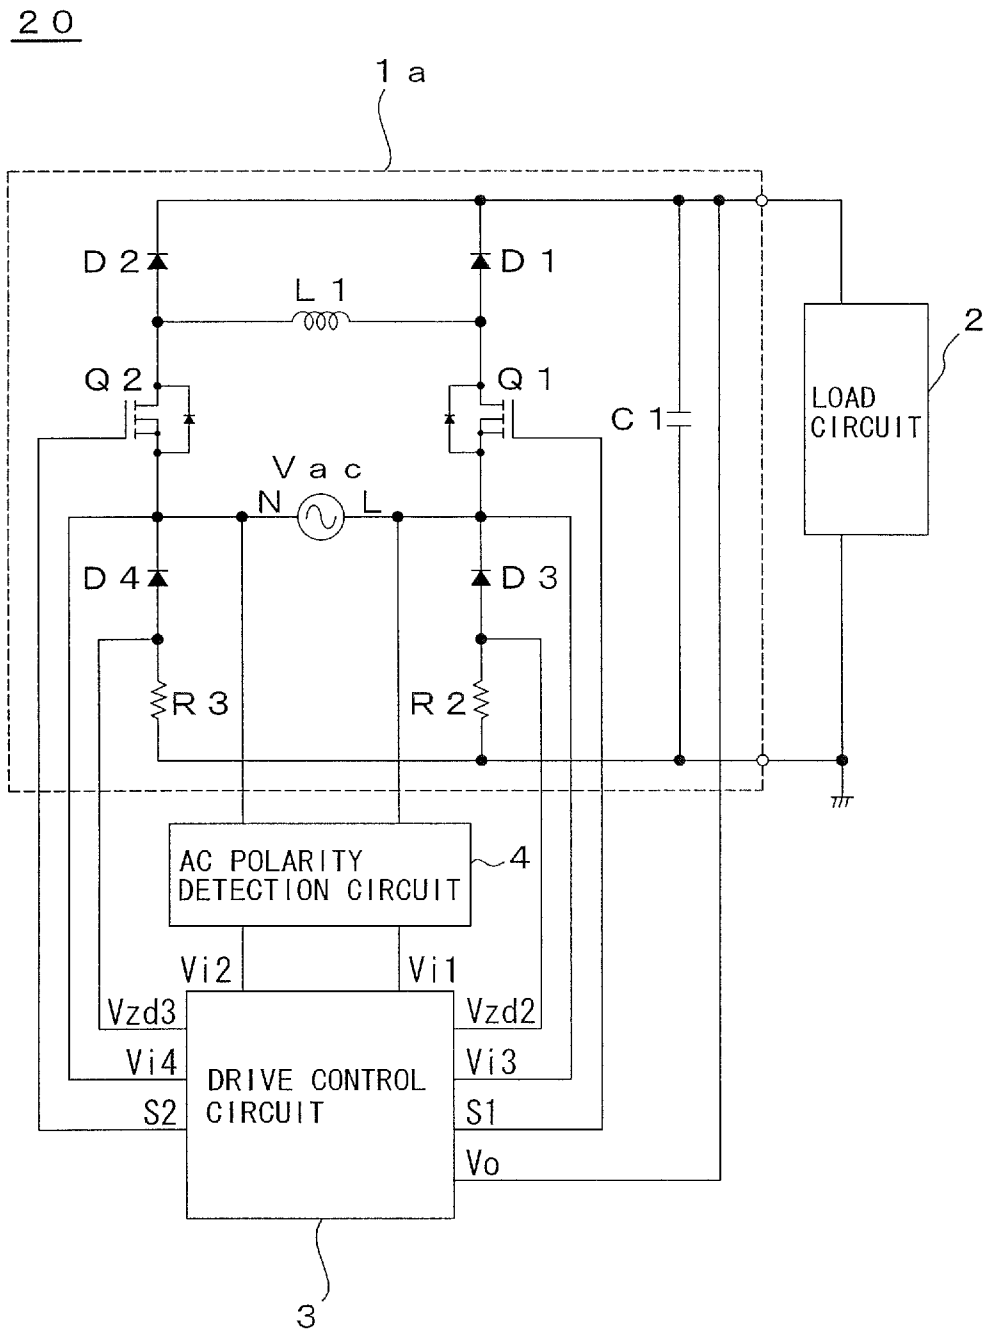 20
1a
D2
D1
L1
Q2
Q1
C1
2
LOAD
CIRCUIT
Vac
N
L
D4
D3
R3
R2
AC POLARITY
DETECTION CIRCUIT
4
Vi2
Vi1
Vzd3
Vzd2
Vi4
Vi3
DRIVE CONTROL
CIRCUIT
S2
S1
Vo
3